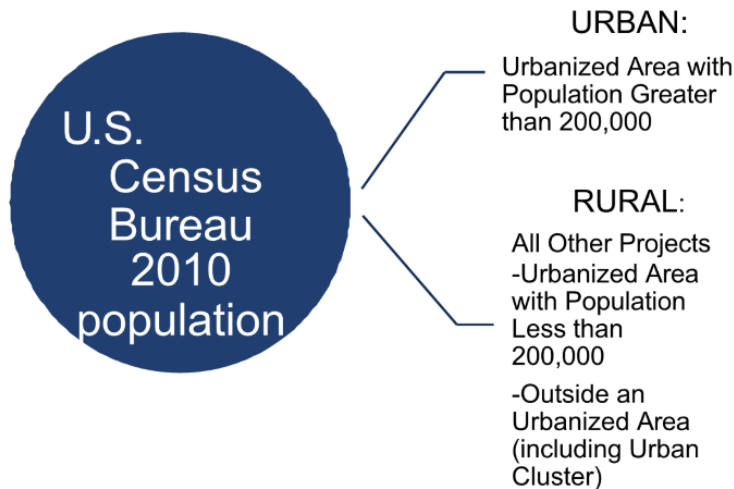 U.S.
Census
Bureau
2010
population
URBAN:
Urbanized Area with
Population Greater
than 200,000
RURAL:
All Other Projects
-Urbanized Area
with Population
Less than
200,000
-Outside an
Urbanized Area
(including Urban
Cluster)